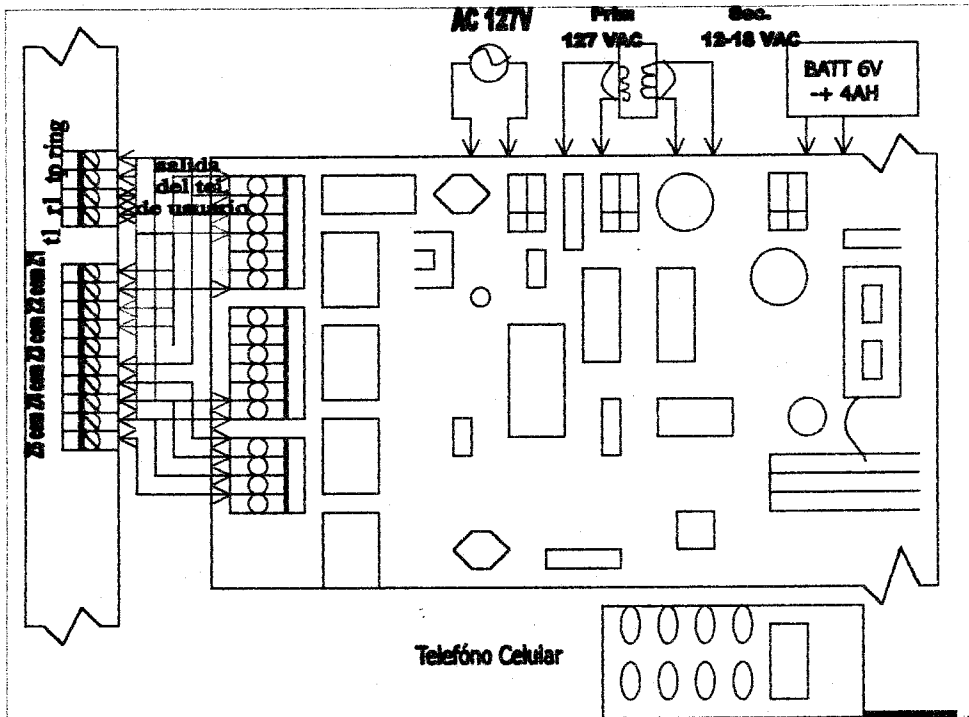 AC 127V
Prim
127 VAC
Sec.
12-18 VAC
BATT 6V
-+ 4AH
t1 r1 tp ring
salida
del tel.
de usuario
Z5 com Z4 com Z3 com Z2 com Z1
Telefóno Celular